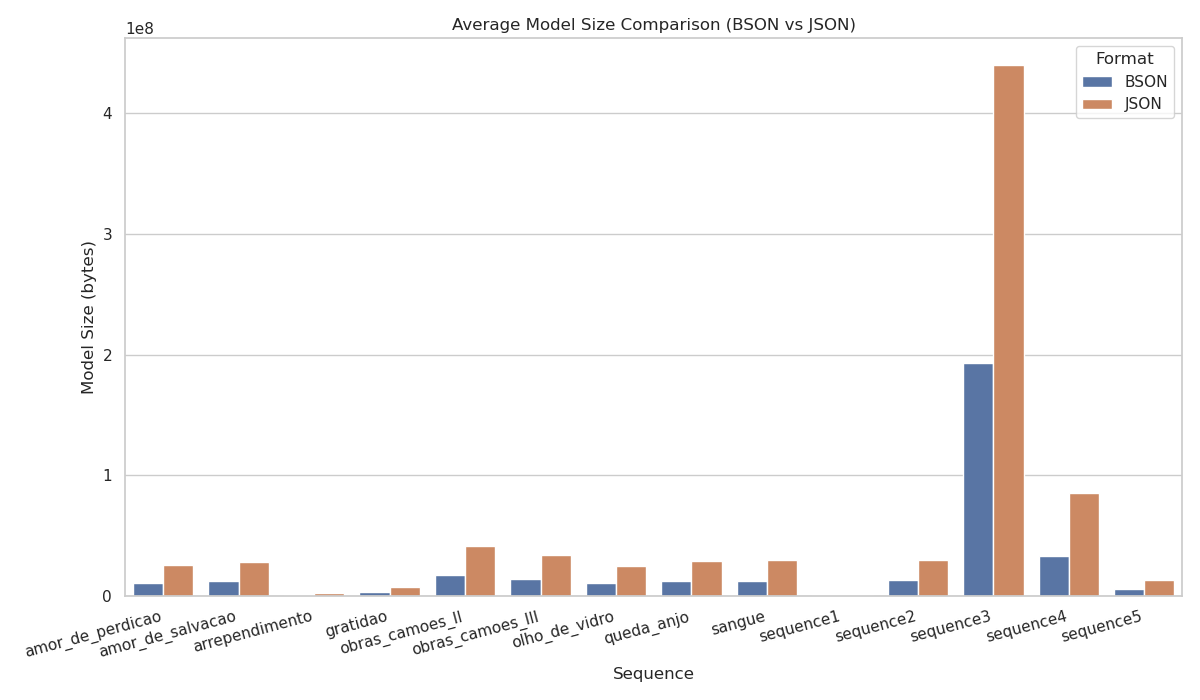 Average Model Size Comparison (BSON vs JSON)
1e8
Format
BSON
JSON
4
3
2
1
0
Model Size (bytes)
amor_de_perdicao
amor_de_salvacao
arrependimento
gratidao
obras_camoes_II
obras_camoes_III
olho_de_vidro
queda_anjo
sangue
sequence1
sequence2
sequence3
sequence4
sequence5
Sequence